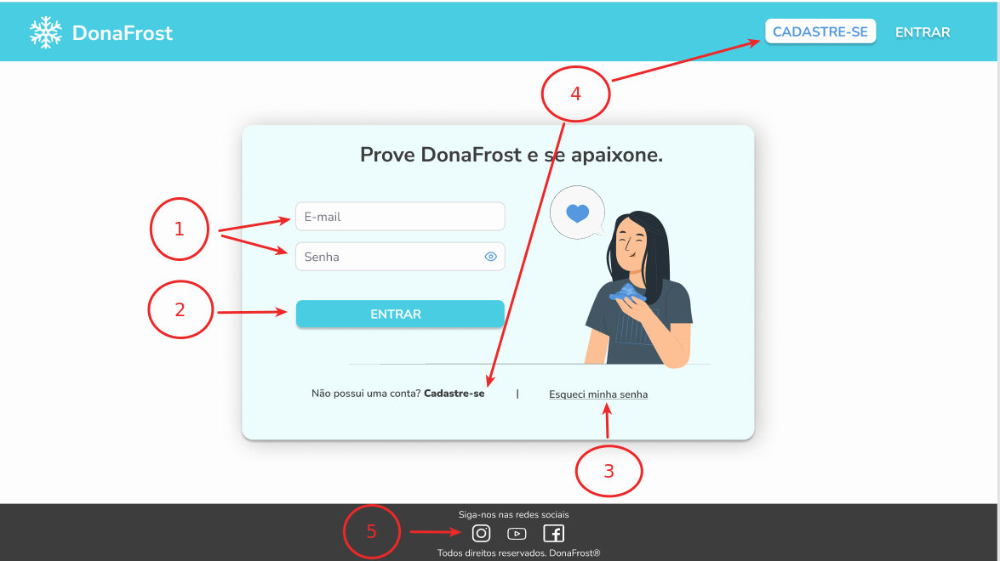 DonaFrost
CADASTRE-SE
ENTRAR
4
Prove DonaFrost e se apaixone.
1
E-mail
Senha
2
ENTRAR
Não possui uma conta? Cadastre-se | Esqueci minha senha
3
5
Siga-nos nas redes sociais
Todos direitos reservados. DonaFrost®